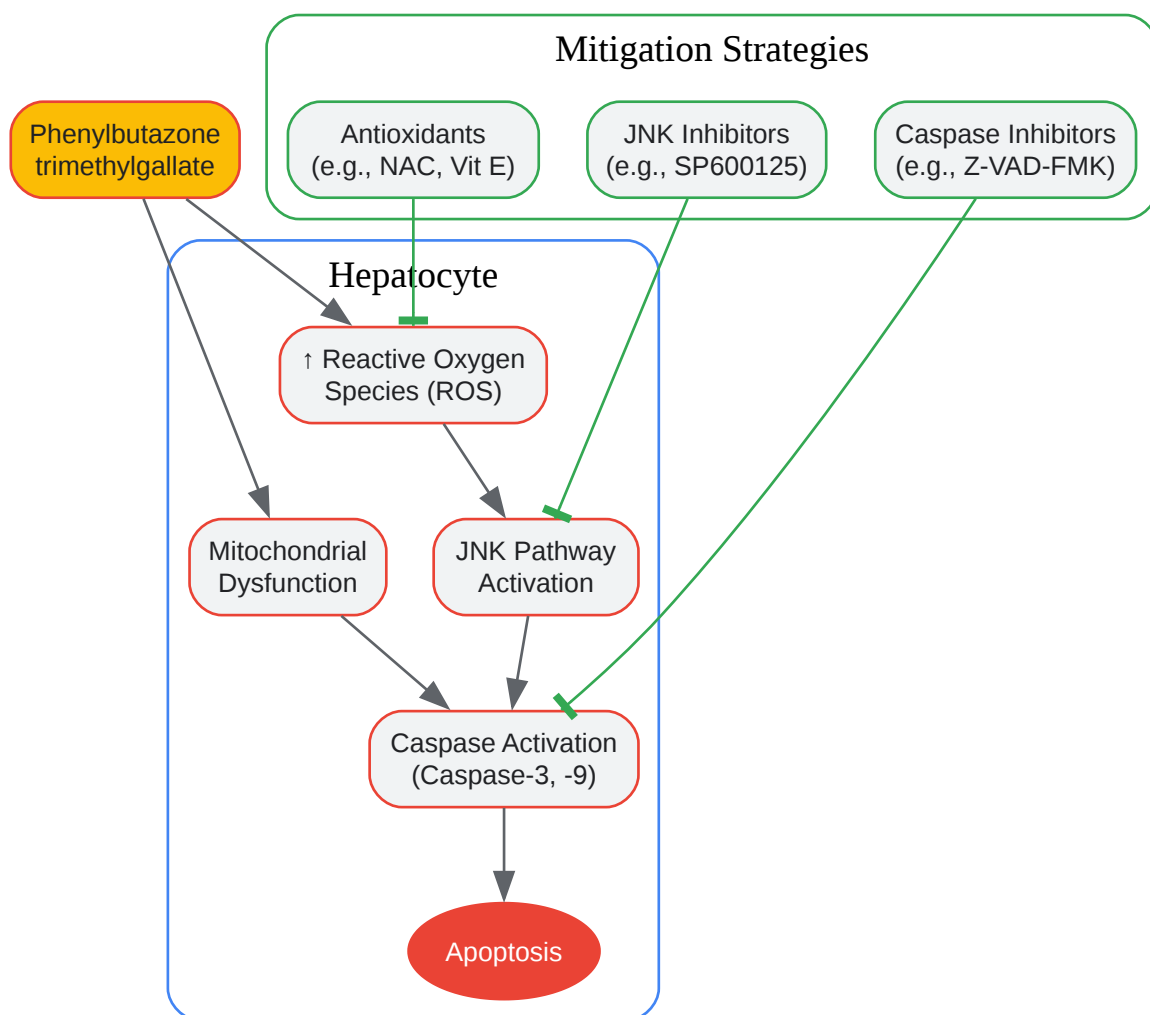 Mitigation Strategies
Phenylbutazone
trimethylgallate
Antioxidants
(e.g., NAC, Vit E)
JNK Inhibitors
(e.g., SP600125)
Caspase Inhibitors
(e.g., Z-VAD-FMK)
Hepatocyte
↑ Reactive Oxygen
Species (ROS)
Mitochondrial
Dysfunction
JNK Pathway
Activation
Caspase Activation
(Caspase-3, -9)
Apoptosis